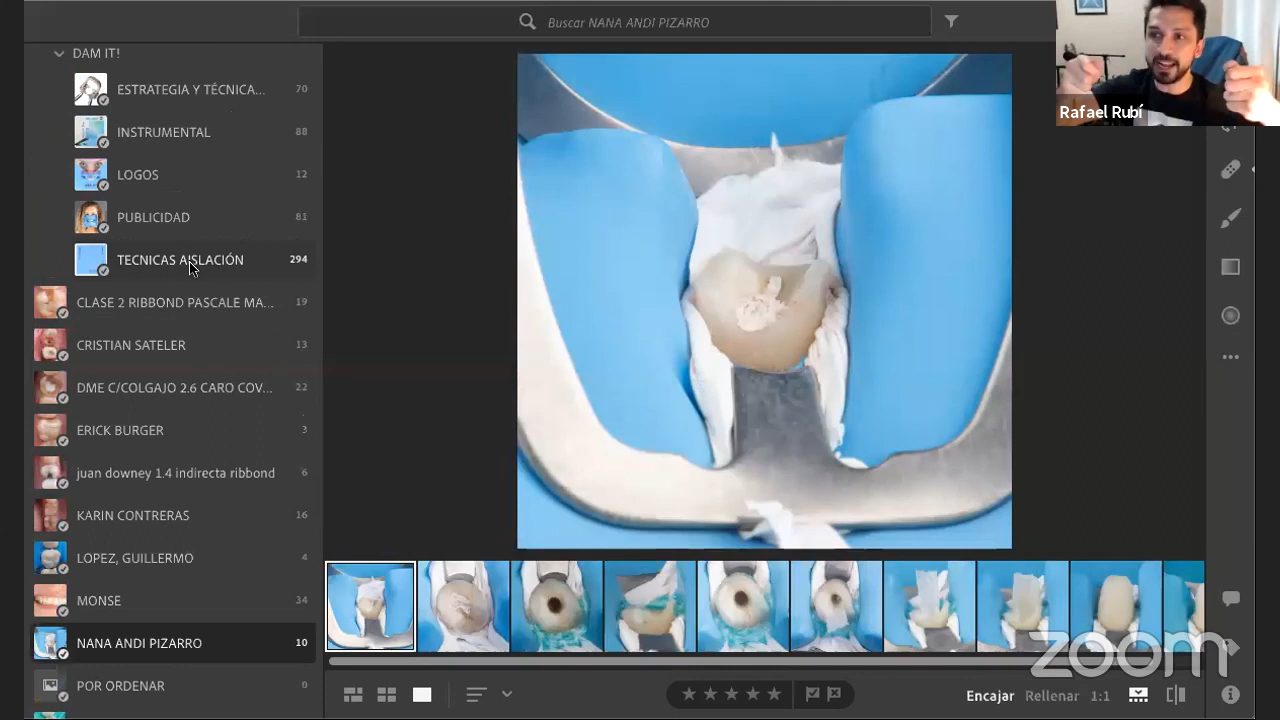 Buscar NANA ANDI PIZARRO
Rafael Rubí
DAM IT!
ESTRATEGIA Y TÉCNICA... 70
INSTRUMENTAL 88
LOGOS 12
PUBLICIDAD 81
TECNICAS AISLACIÓN 294
CLASE 2 RIBBOND PASCALE MA... 19
CRISTIAN SATELER 13
DME C/COLGAJO 2.6 CARO COV... 22
ERICK BURGER 3
juan downey 1.4 indirecta ribbond 6
KARIN CONTRERAS 16
LOPEZ, GUILLERMO 4
MONSE 34
NANA ANDI PIZARRO 10
POR ORDENAR 0
zoom
Encajar Rellenar 1:1